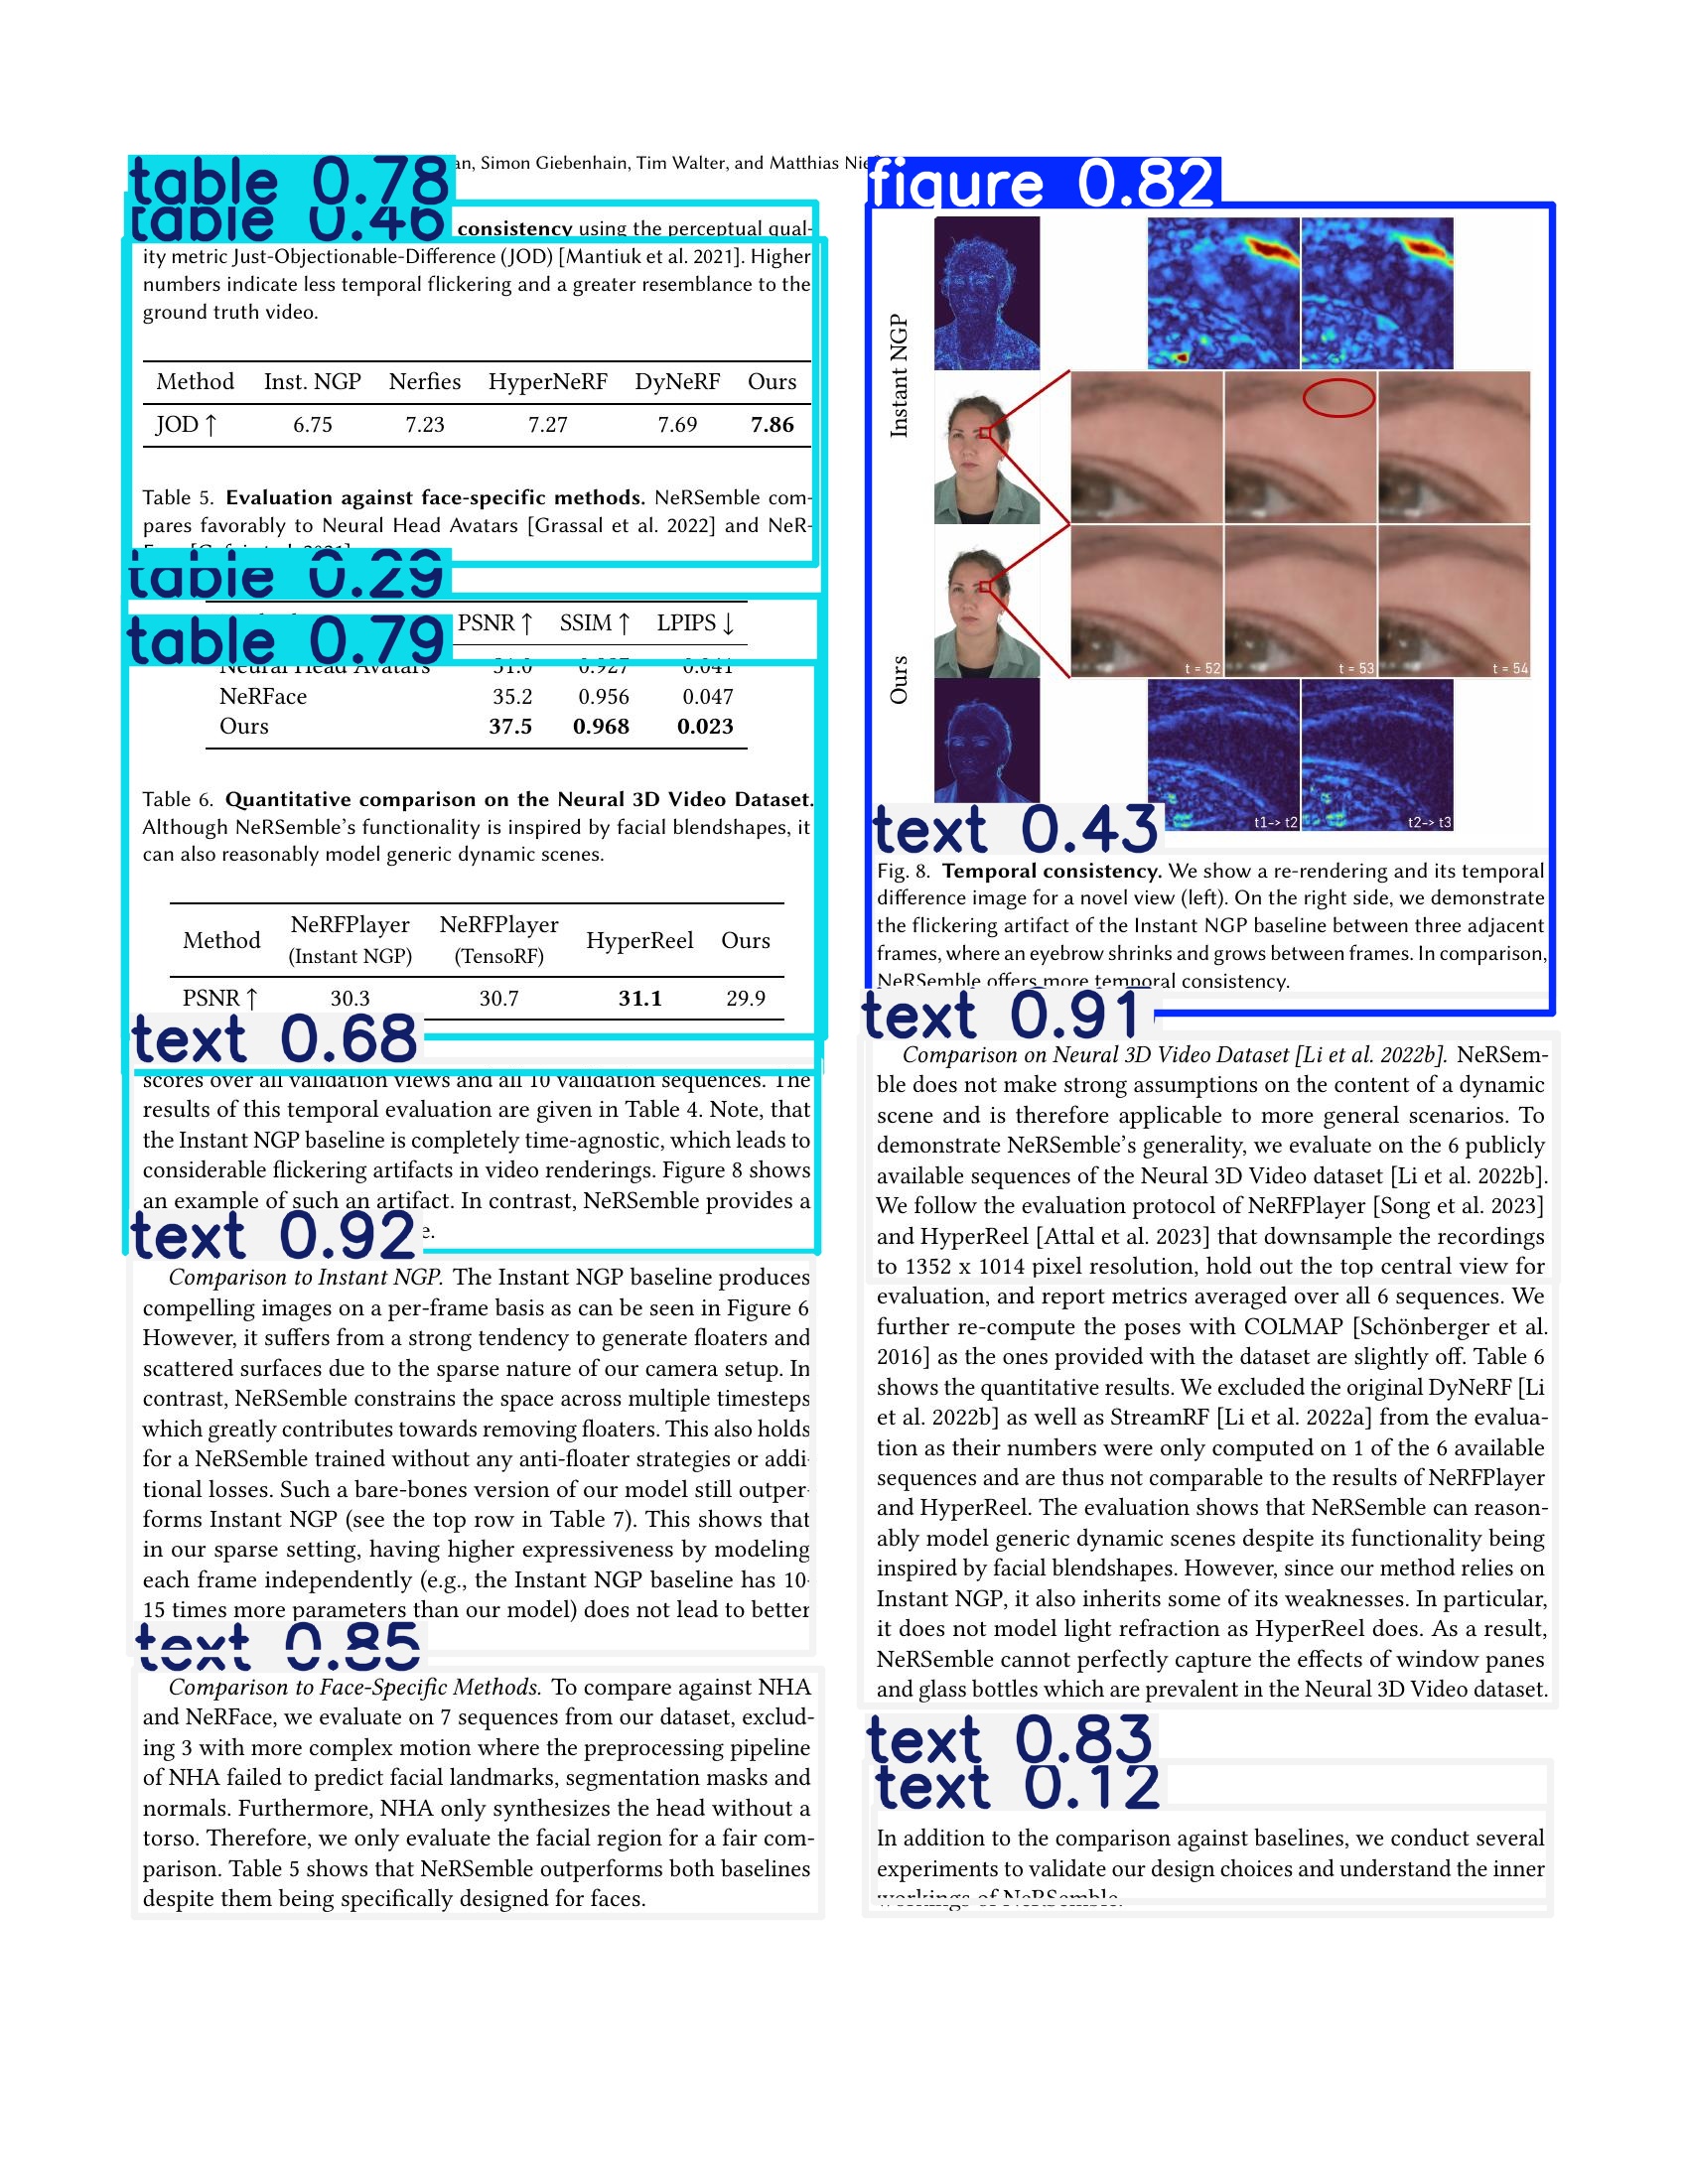 table 0.78
an, Simon Giebenhain, Tim Walter, and Matthias
table 0.46
consistency using the perceptual qual-
ity metric Just-Objectionable-Difference (JOD) [Mantiuk et al. 2021]. Higher
numbers indicate less temporal flickering and a greater resemblance to the
ground truth video.
Method Inst. NGP Nerfies HyperNeRF DyNeRF Ours
JOD ↑ 6.75 7.23 7.27 7.69 7.86
Table 5. Evaluation against face-specific methods. NeRSemble com-
pares favorably to Neural Head Avatars [Grassal et al. 2022] and NeR-
table 0.29
PSNR ↑ SSIM ↑ LPIPS ↓
table 0.79
Neural Head Avatars 31.0 0.927 0.041
NeRFace 35.2 0.956 0.047
Ours 37.5 0.968 0.023
Table 6. Quantitative comparison on the Neural 3D Video Dataset.
Although NeRSemble's functionality is inspired by facial blendshapes, it
can also reasonably model generic dynamic scenes.
Method NeRFPlayer (Instant NGP) NeRFPlayer (TensoRF) HyperReel Ours
PSNR ↑ 30.3 30.7 31.1 29.9
text 0.68
scores over all validation views and all 10 validation sequences. The
results of this temporal evaluation are given in Table 4. Note, that
the Instant NGP baseline is completely time-agnostic, which leads to
considerable flickering artifacts in video renderings. Figure 8 shows
an example of such an artifact. In contrast, NeRSemble provides a
text 0.92
e.
Comparison to Instant NGP. The Instant NGP baseline produces
compelling images on a per-frame basis as can be seen in Figure 6
However, it suffers from a strong tendency to generate floaters and
scattered surfaces due to the sparse nature of our camera setup. In
contrast, NeRSemble constrains the space across multiple timesteps
which greatly contributes towards removing floaters. This also holds
for a NeRSemble trained without any anti-floater strategies or addi-
tional losses. Such a bare-bones version of our model still outper-
forms Instant NGP (see the top row in Table 7). This shows that
in our sparse setting, having higher expressiveness by modeling
each frame independently (e.g., the Instant NGP baseline has 10-
15 times more parameters than our model) does not lead to better
text 0.85
Comparison to Face-Specific Methods. To compare against NHA
and NeRFace, we evaluate on 7 sequences from our dataset, exclud-
ing 3 with more complex motion where the preprocessing pipeline
of NHA failed to predict facial landmarks, segmentation masks and
normals. Furthermore, NHA only synthesizes the head without a
torso. Therefore, we only evaluate the facial region for a fair com-
parison. Table 5 shows that NeRSemble outperforms both baselines
despite them being specifically designed for faces.
figure 0.82
Instant NGP
Ours
t = 52 t = 53 t = 54
t1-> t2 t2-> t3
text 0.43
Fig. 8. Temporal consistency. We show a re-rendering and its temporal
difference image for a novel view (left). On the right side, we demonstrate
the flickering artifact of the Instant NGP baseline between three adjacent
frames, where an eyebrow shrinks and grows between frames. In comparison,
NeRSemble offers more temporal consistency.
text 0.91
Comparison on Neural 3D Video Dataset [Li et al. 2022b]. NeRSem-
ble does not make strong assumptions on the content of a dynamic
scene and is therefore applicable to more general scenarios. To
demonstrate NeRSemble's generality, we evaluate on the 6 publicly
available sequences of the Neural 3D Video dataset [Li et al. 2022b].
We follow the evaluation protocol of NeRFPlayer [Song et al. 2023]
and HyperReel [Attal et al. 2023] that downsample the recordings
to 1352 x 1014 pixel resolution, hold out the top central view for
evaluation, and report metrics averaged over all 6 sequences. We
further re-compute the poses with COLMAP [Schönberger et al.
2016] as the ones provided with the dataset are slightly off. Table 6
shows the quantitative results. We excluded the original DyNeRF [Li
et al. 2022b] as well as StreamRF [Li et al. 2022a] from the evalua-
tion as their numbers were only computed on 1 of the 6 available
sequences and are thus not comparable to the results of NeRFPlayer
and HyperReel. The evaluation shows that NeRSemble can reason-
ably model generic dynamic scenes despite its functionality being
inspired by facial blendshapes. However, since our method relies on
Instant NGP, it also inherits some of its weaknesses. In particular,
it does not model light refraction as HyperReel does. As a result,
NeRSemble cannot perfectly capture the effects of window panes
and glass bottles which are prevalent in the Neural 3D Video dataset.
text 0.83
text 0.12
In addition to the comparison against baselines, we conduct several
experiments to validate our design choices and understand the inner
workings of NeRSemble.